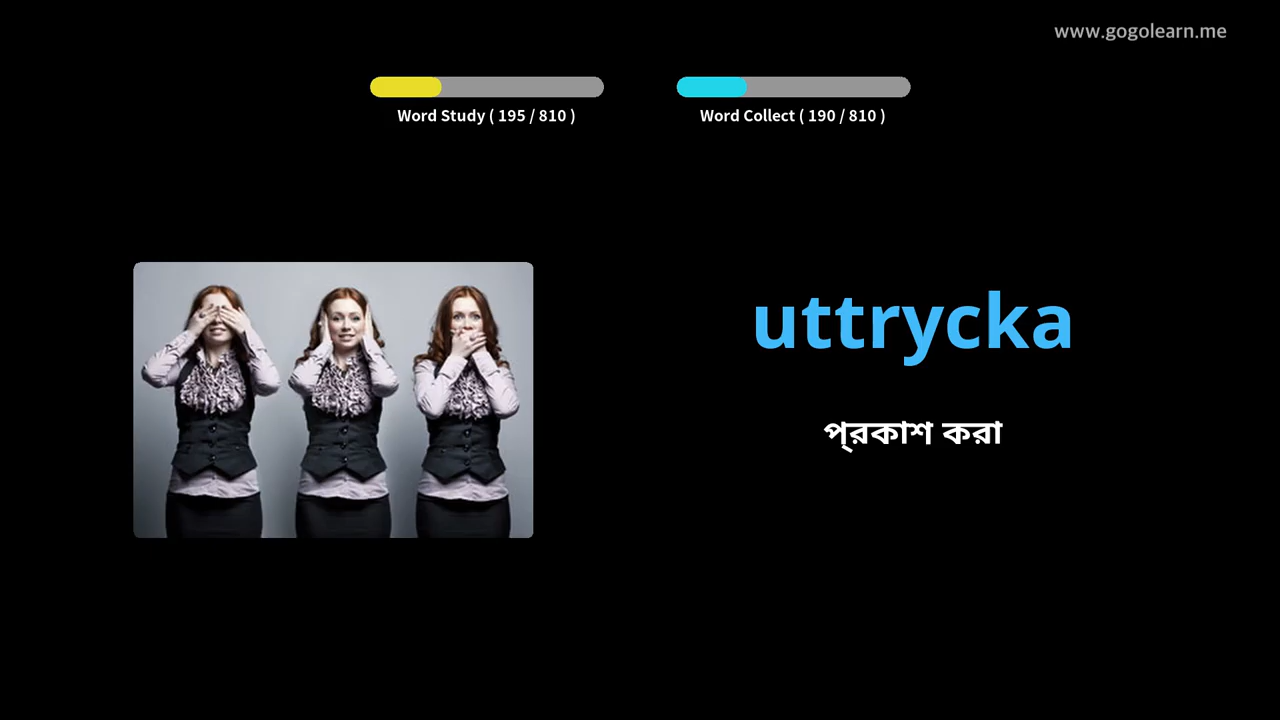 www.gogolearn.me
Word Study ( 195 / 810 )
Word Collect ( 190 / 810 )
uttrycka
প্রকাশ করা